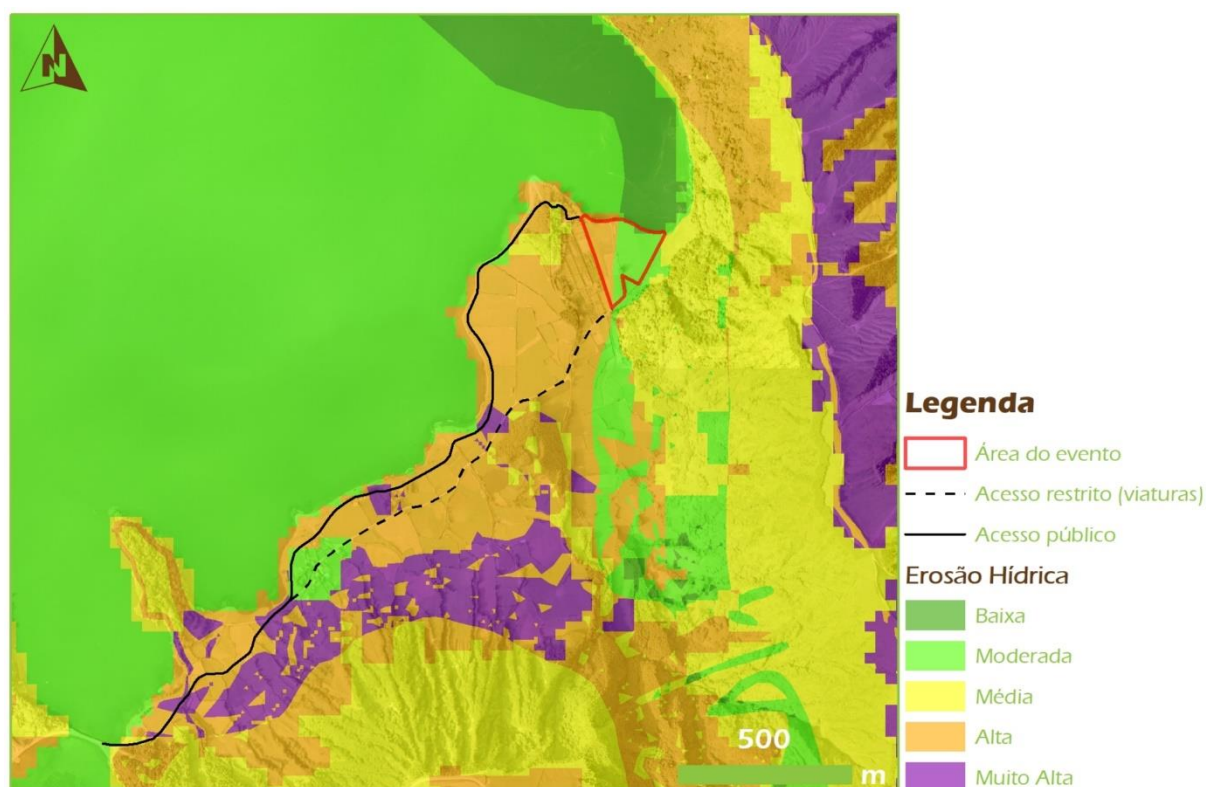 N
Legenda
Área do evento
Acesso restrito (viaturas)
Acesso público
Erosão Hídrica
Baixa
Moderada
Média
Alta
Muito Alta
500
m